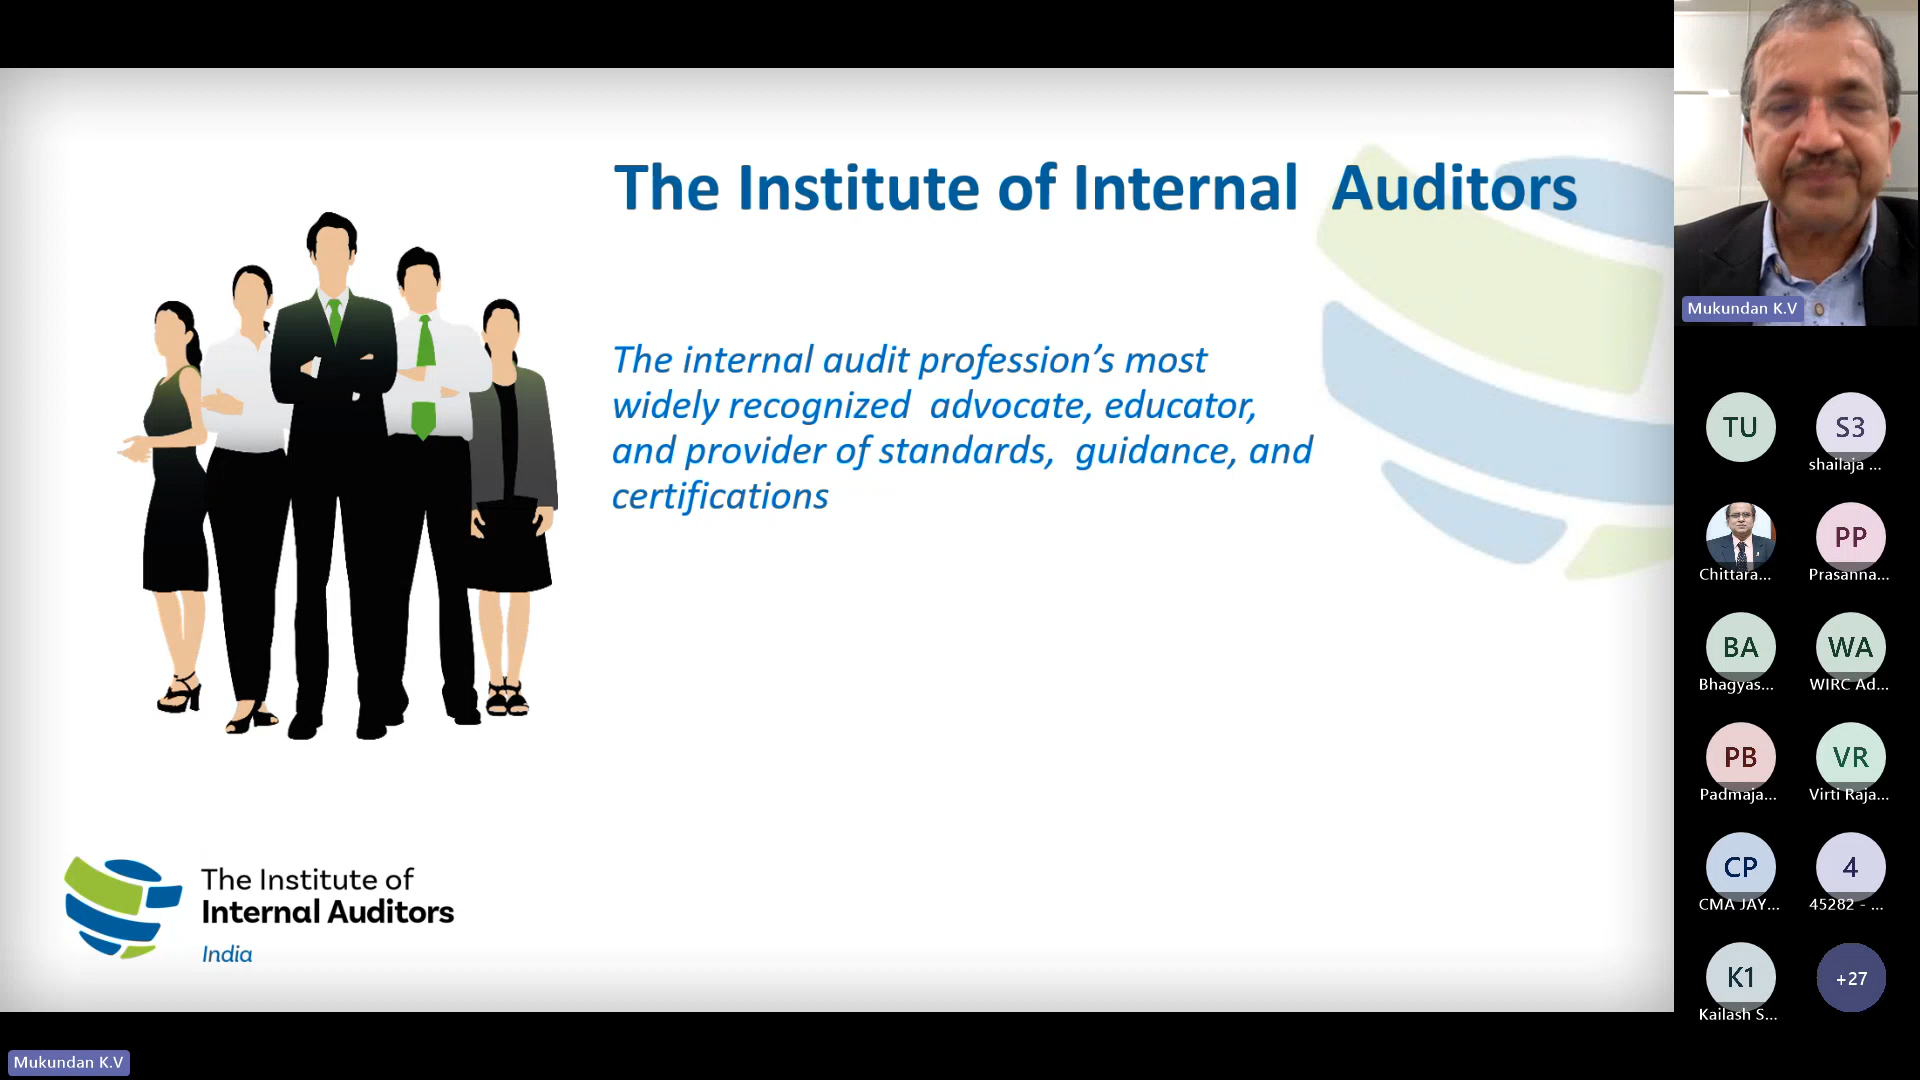 The Institute of Internal Auditors
The internal audit profession's most
widely recognized advocate, educator,
and provider of standards, guidance, and
certifications
The Institute of
Internal Auditors
India
Mukundan K.V
Mukundan K.V
TU
S3
shailaja ...
Chittara...
PP
Prasanna...
BA
Bhagyas...
WA
WIRC Ad...
PB
Padmaja...
VR
Virti Raja...
CP
CMA JAY...
4
45282 - ...
K1
Kailash S...
+27